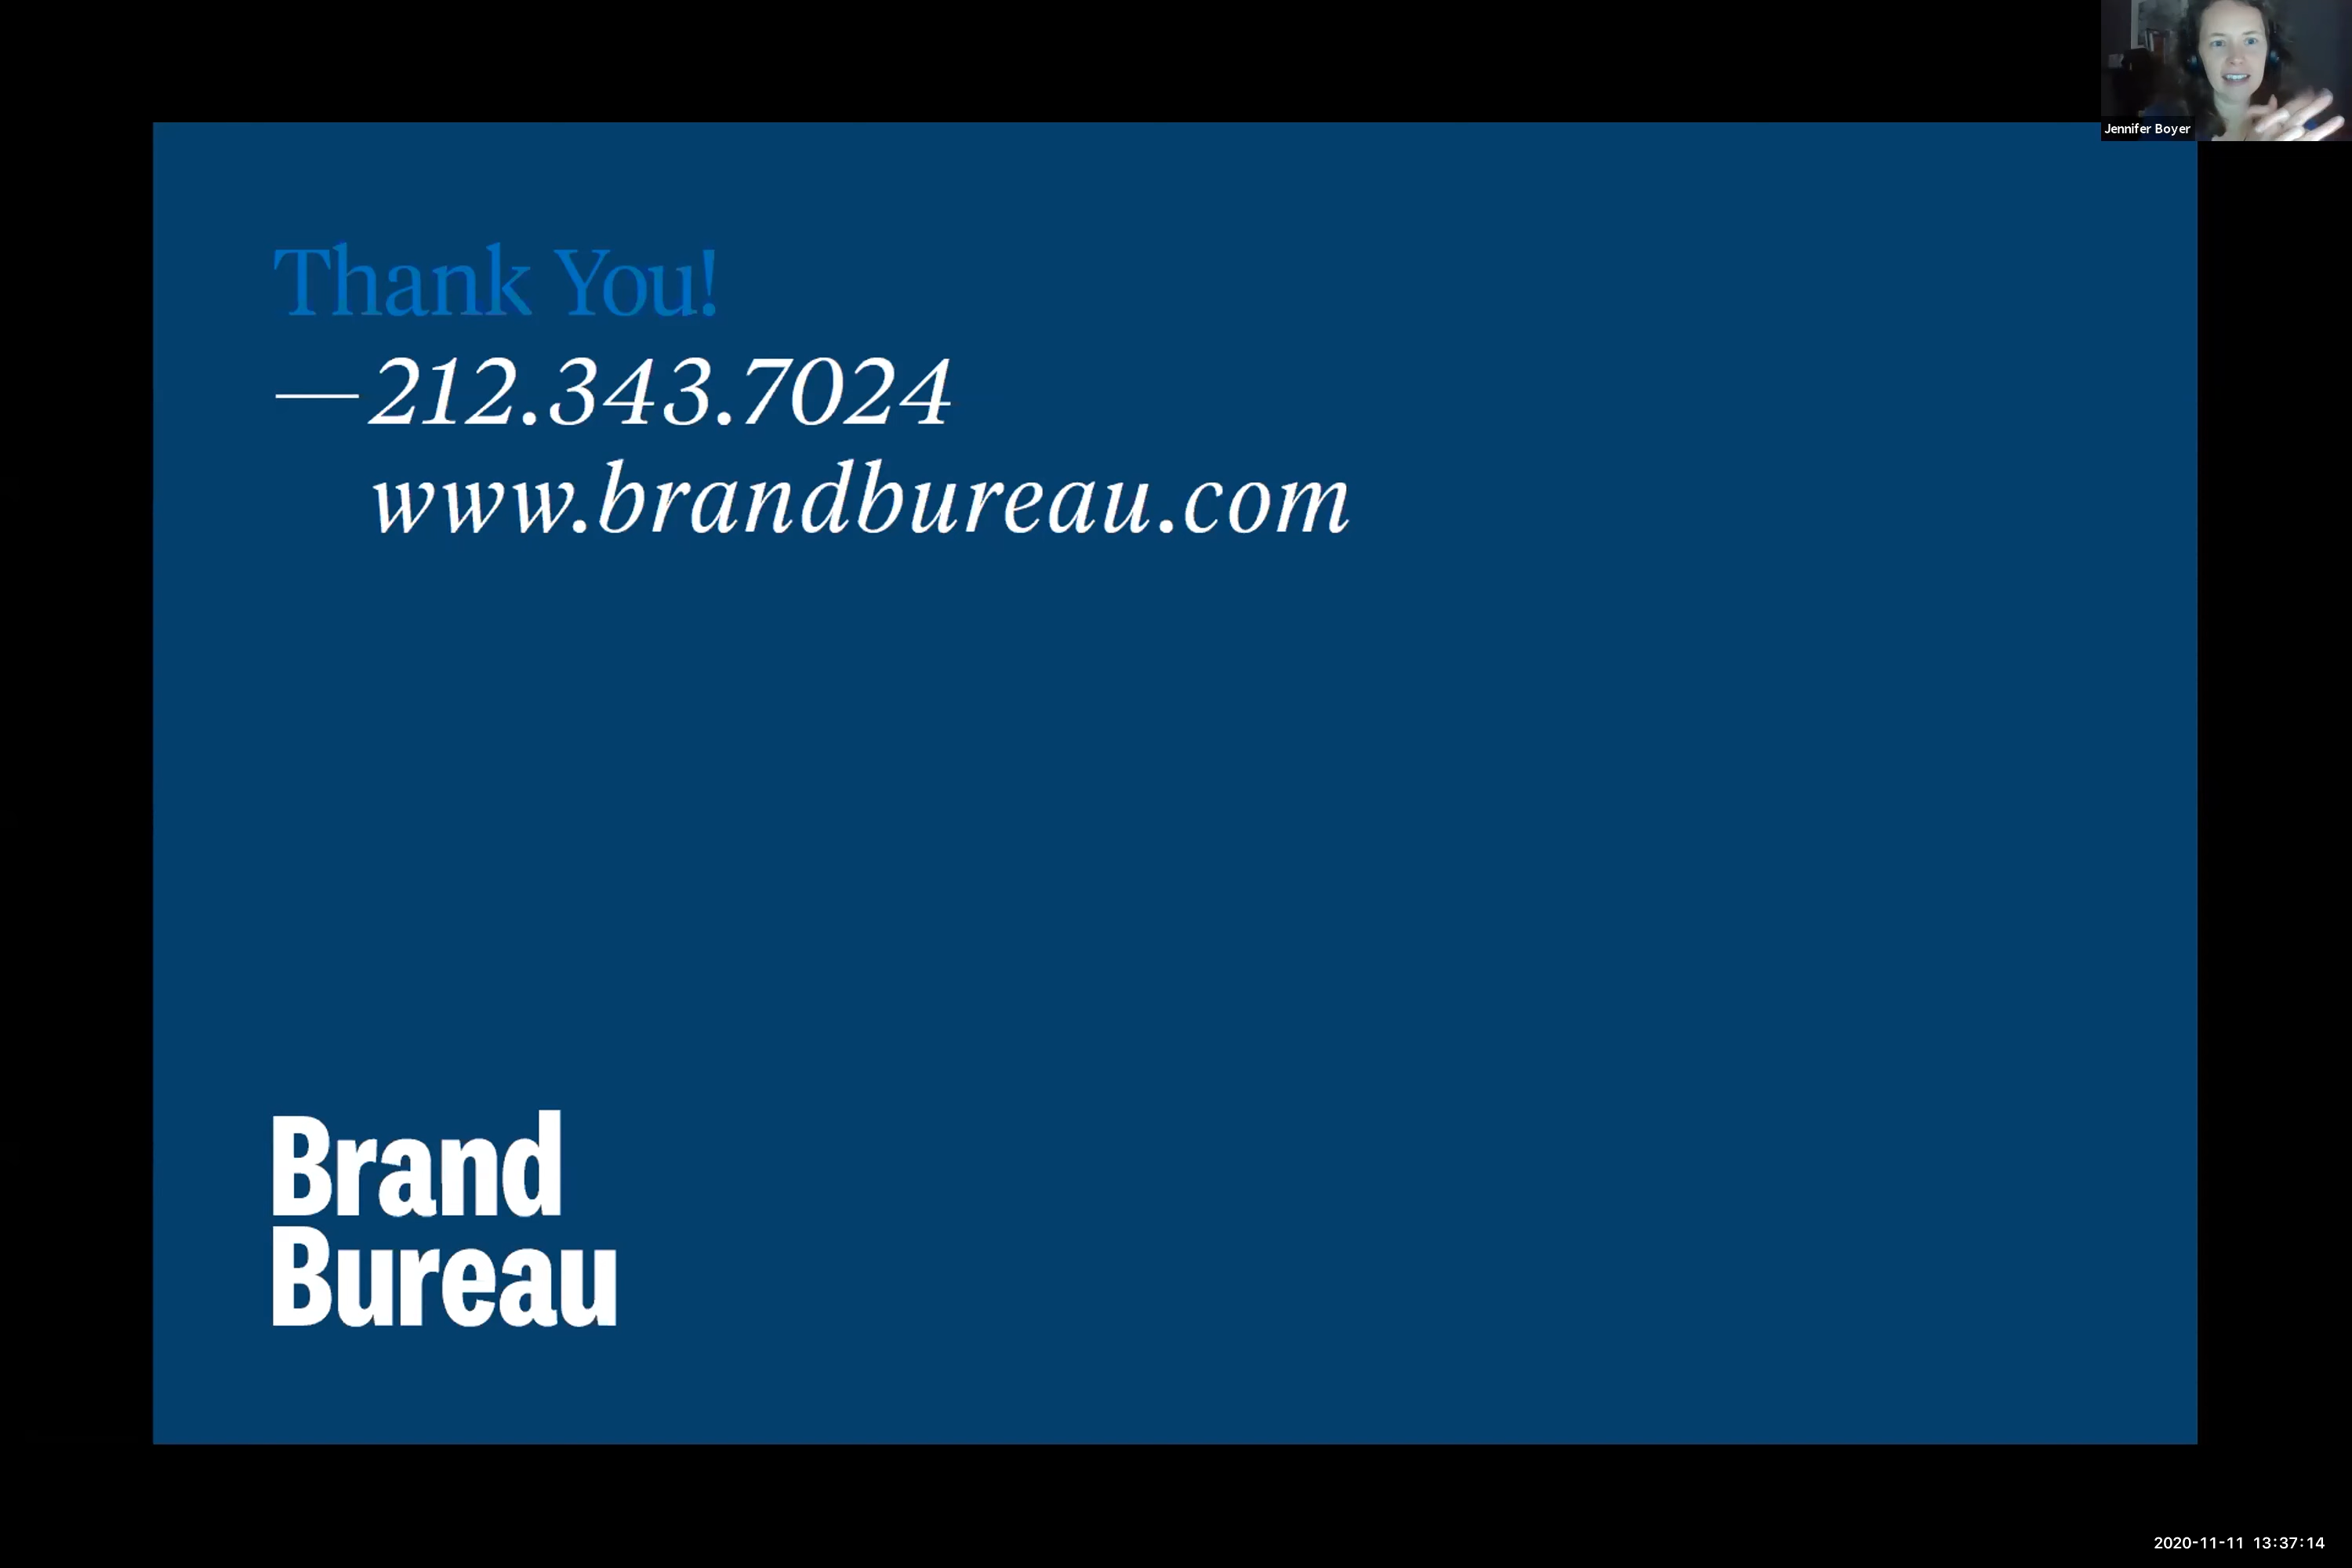 Jennifer Boyer
Thank You!
—212.343.7024
www.brandbureau.com
Brand
Bureau
2020-11-11 13:37:14